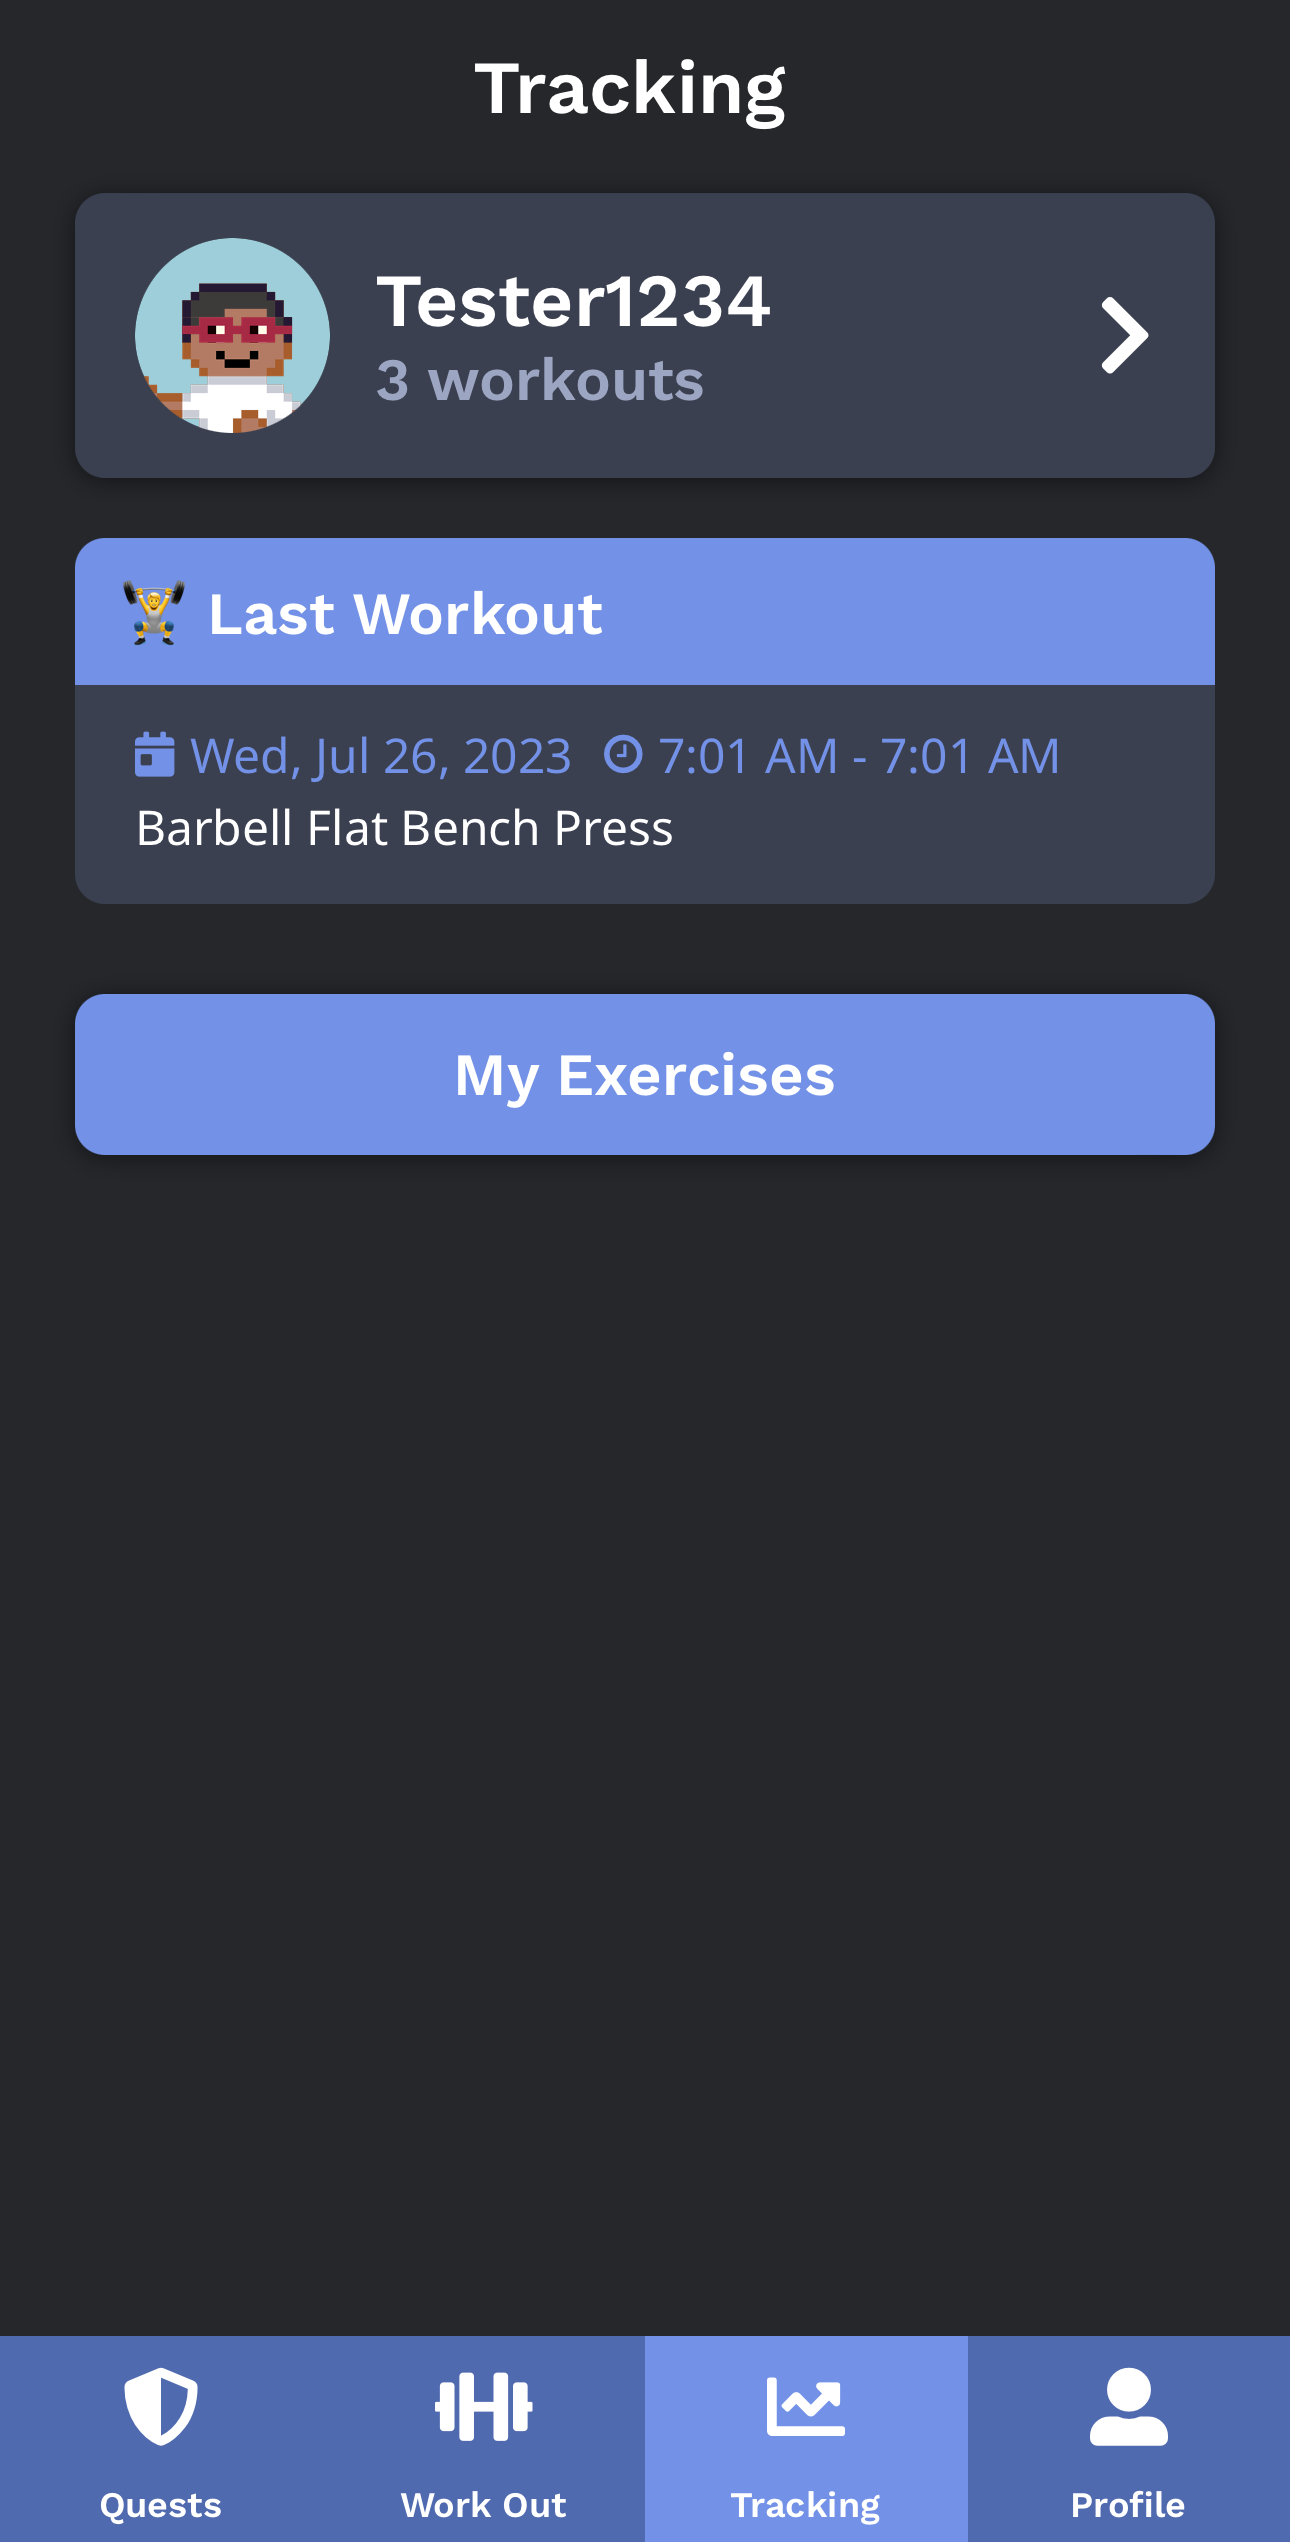 Tracking
Tester1234
3 workouts
Last Workout
Wed, Jul 26, 2023 7:01 AM - 7:01 AM
Barbell Flat Bench Press
My Exercises
Quests Work Out Tracking Profile